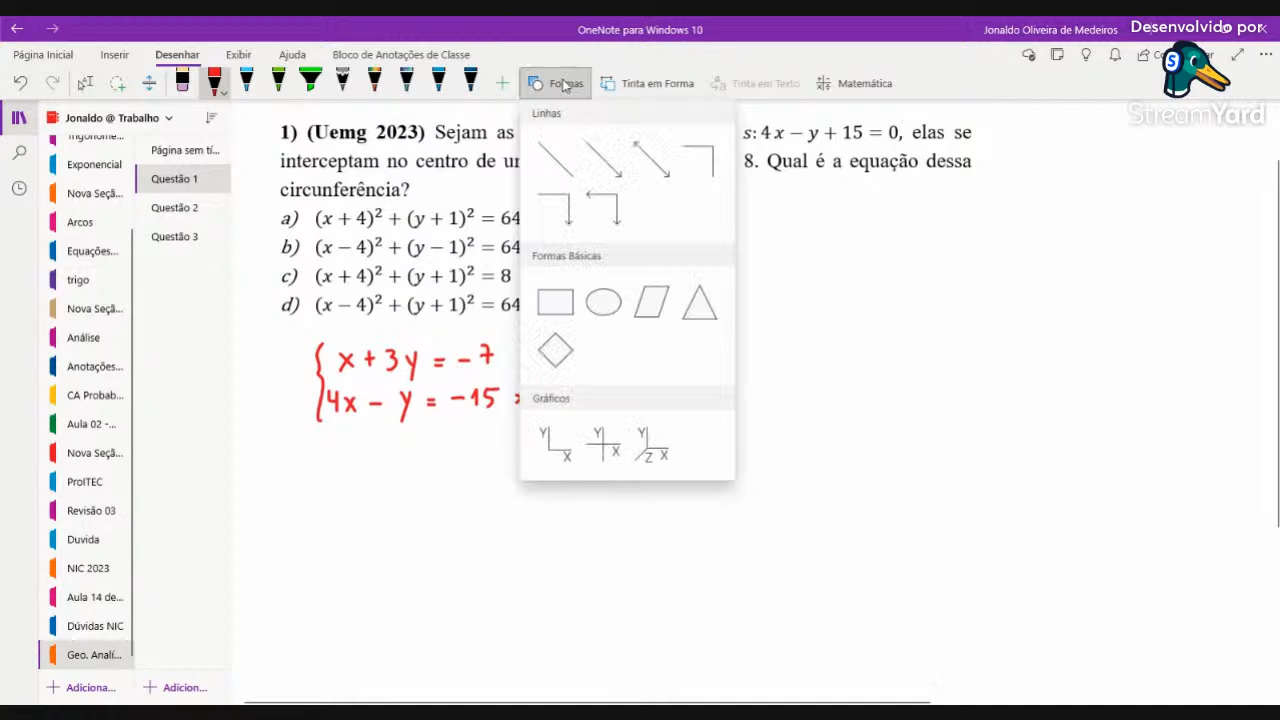 OneNote para Windows 10
Jonaldo Oliveira de Medeiros
Desenvolvido por
StreamYard
Página Inicial Inserir Desenhar Exibir Ajuda Bloco de Anotações de Classe
Formas Tinta em Forma Tinta em Texto Matemática
Jonaldo @ Trabalho
Exponencial
Nova Seçã...
Arcos
Equações...
trigo
Nova Seçã...
Análise
Anotações...
CA Probab...
Aula 02 -...
Nova Seçã...
ProITEC
Revisão 03
Duvida
NIC 2023
Aula 14 de...
Dúvidas NIC
Geo. Analí...
Adiciona...
Página sem tí...
Questão 1
Questão 2
Questão 3
Adicion...
Linhas
Formas Básicas
Gráficos
Y X
Y X
Y Z X
1) (Uemg 2023) Sejam as s: 4x − y + 15 = 0, elas se
interceptam no centro de 8. Qual é a equação dessa
circunferência?
a) (x + 4)² + (y + 1)² = 64
b) (x − 4)² + (y − 1)² = 64
c) (x + 4)² + (y + 1)² = 8
d) (x − 4)² + (y + 1)² = 64
x + 3y = -7
4x - y = -15